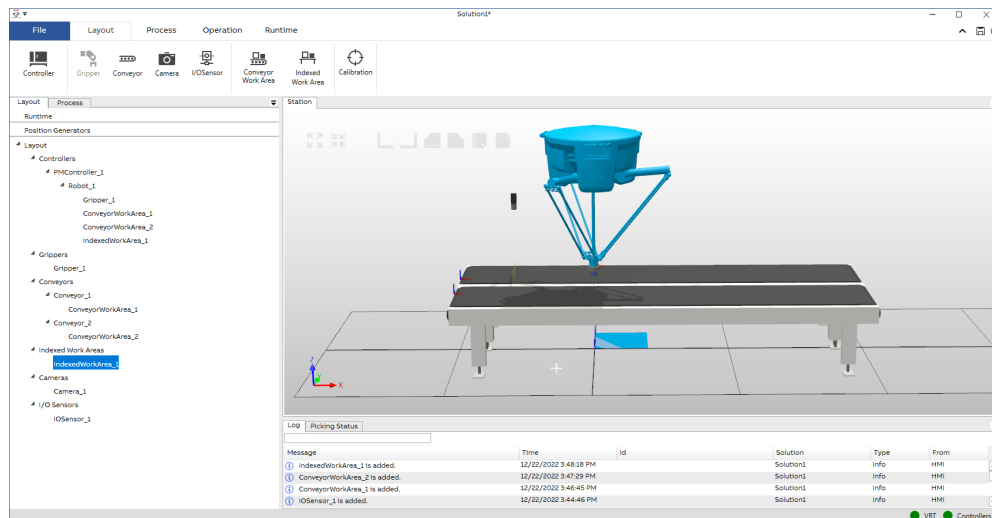 Solution1*
File Layout Process Operation Runtime
Controller Gripper Conveyor Camera I/OSensor Conveyor Work Area Indexed Work Area Calibration
Layout Process
Station
Runtime
Position Generators
Layout
Controllers
PMController_1
Robot_1
Gripper_1
ConveyorWorkArea_1
ConveyorWorkArea_2
IndexedWorkArea_1
Grippers
Gripper_1
Conveyors
Conveyor_1
ConveyorWorkArea_1
Conveyor_2
ConveyorWorkArea_2
Indexed Work Areas
IndexedWorkArea_1
Cameras
Camera_1
I/O Sensors
IOSensor_1
Z
Y
X
Log Picking Status
Message Time Id Solution Type From
IndexedWorkArea_1 is added. 12/22/2022 3:48:18 PM Solution1 Info HMI
ConveyorWorkArea_2 is added. 12/22/2022 3:47:29 PM Solution1 Info HMI
ConveyorWorkArea_1 is added. 12/22/2022 3:46:45 PM Solution1 Info HMI
IOSensor_1 is added. 12/22/2022 3:44:46 PM Solution1 Info HMI
VRT Controllers